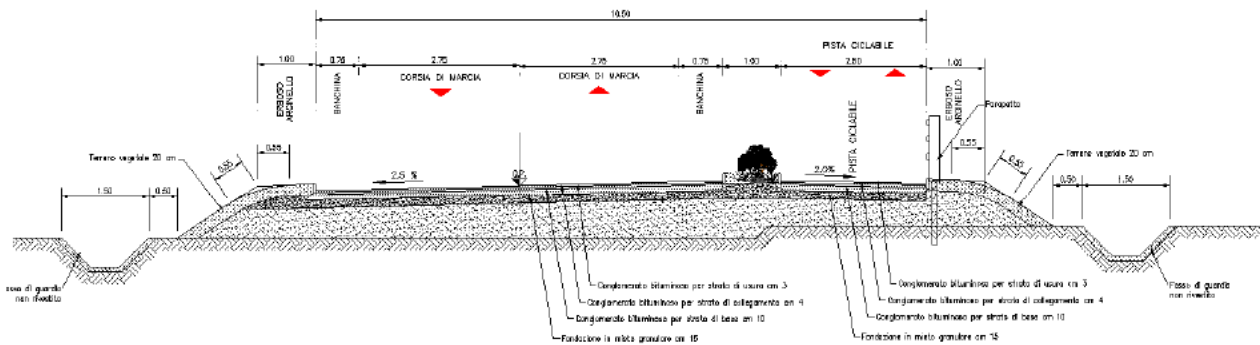 10.50
PISTA CICLABILE
1.00
0.75
2.75
2.75
0.75
1.00
2.50
1.00
CORSIA DI MARCIA
CORSIA DI MARCIA
ERBOSO
ARGINELLO
BANCHINA
BANCHINA
PISTA CICLABILE
ERBOSO
ARGINELLO
Parapetto
Terreno vegetale 20 cm
0.55
0.55
2.5 %
2.0%
0.55
0.55
Terreno vegetale 20 cm
1.50
0.50
0.50
1.50
fosso di guardia
non rivestito
Conglomerato bituminoso per strato di usura cm 3
Conglomerato bituminoso per strato di collegamento cm 4
Conglomerato bituminoso per strato di base cm 10
Fondazione in misto granulare cm 15
Conglomerato bituminoso per strato di usura cm 3
Conglomerato bituminoso per strato di collegamento cm 4
Conglomerato bituminoso per strato di base cm 10
Fondazione in misto granulare cm 15
Fosso di guardia
non rivestito